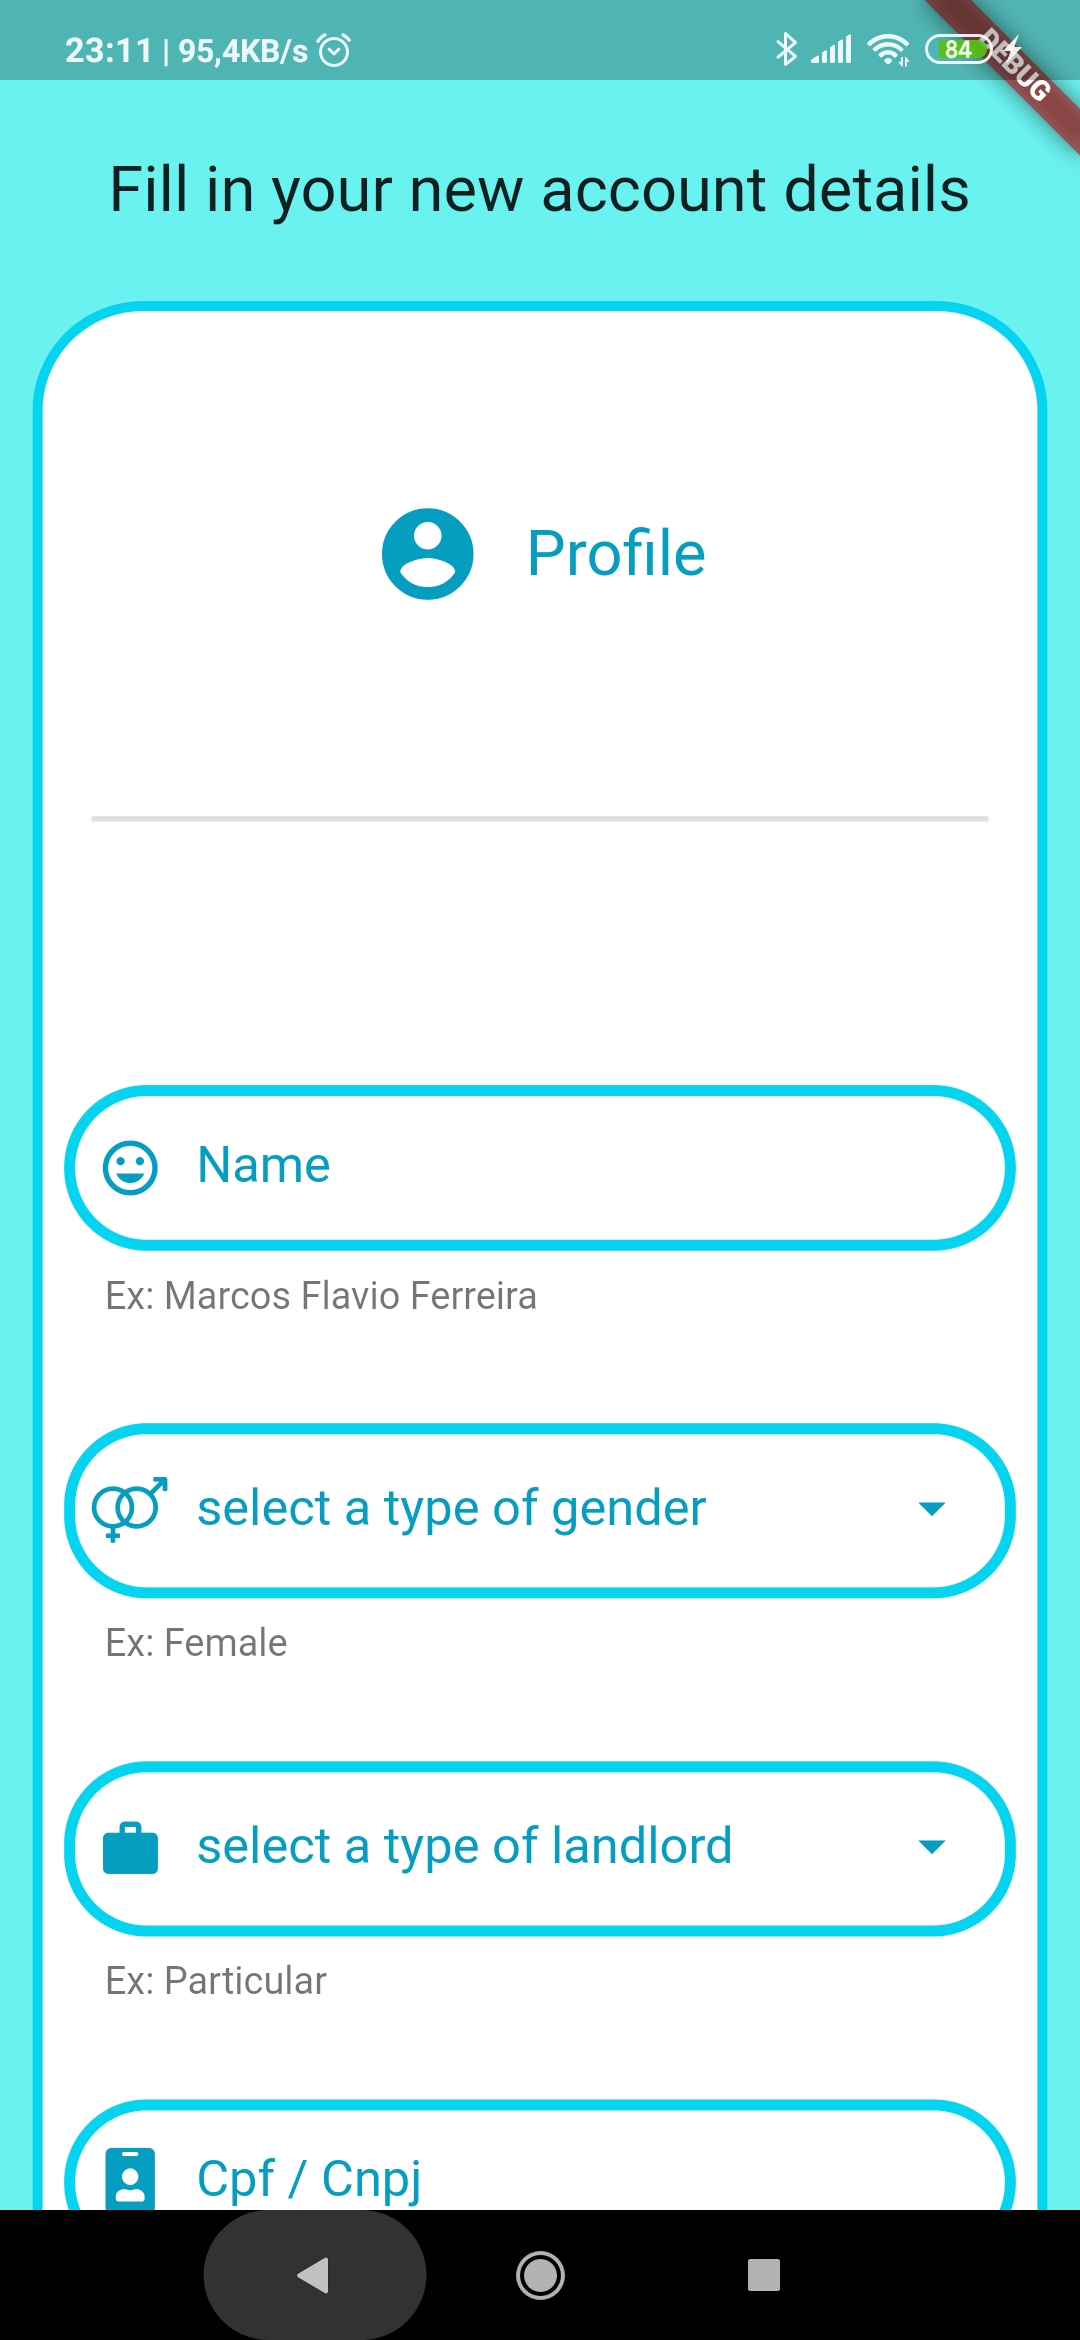 23:11 | 95,4KB/s
84
DEBUG
Fill in your new account details
Profile
Name
Ex: Marcos Flavio Ferreira
select a type of gender
Ex: Female
select a type of landlord
Ex: Particular
Cpf / Cnpj